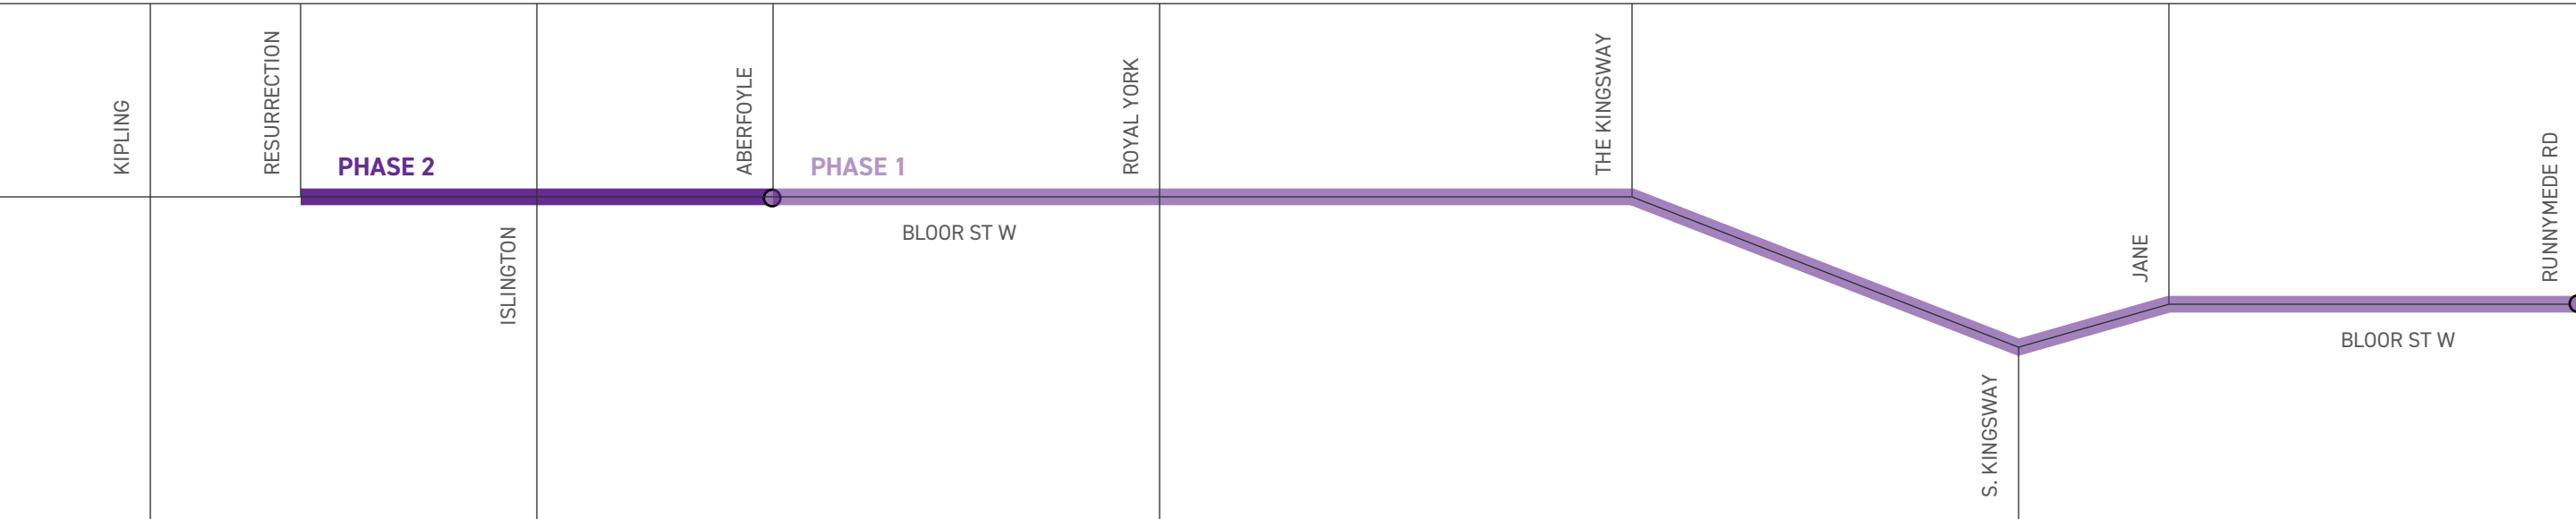 KIPLING
RESURRECTION
PHASE 2
ISLINGTON
ABERFOYLE
PHASE 1
BLOOR ST W
ROYAL YORK
THE KINGSWAY
S. KINGSWAY
JANE
BLOOR ST W
RUNNYMEDE RD